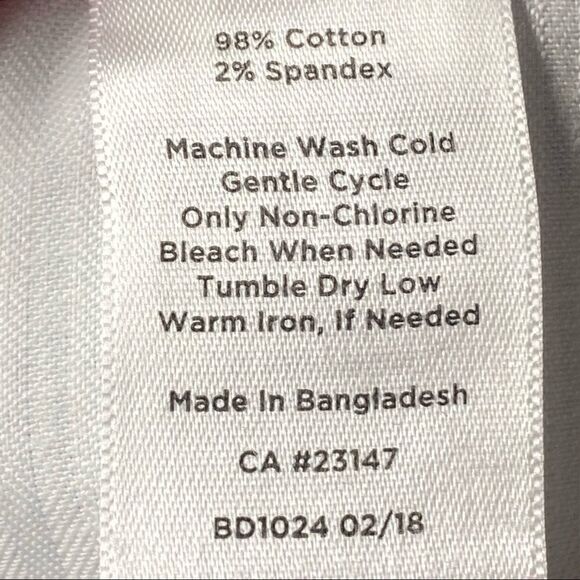 98% Cotton
2% Spandex
Machine Wash Cold
Gentle Cycle
Only Non-Chlorine
Bleach When Needed
Tumble Dry Low
Warm Iron, If Needed
Made In Bangladesh
CA #23147
BD1024 02/18